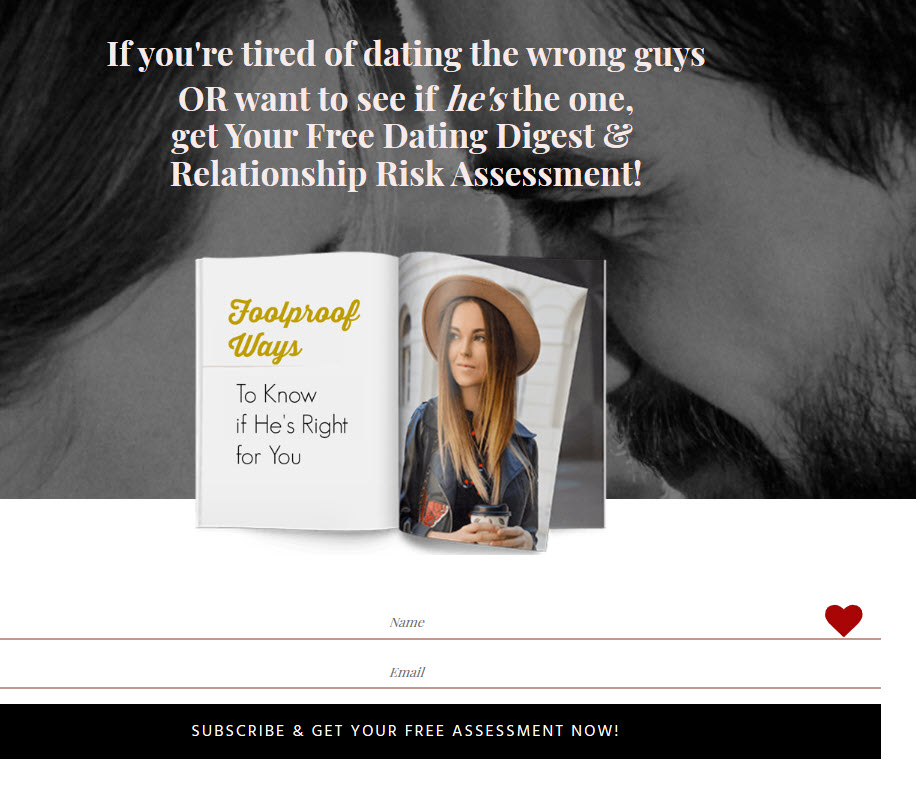 If you're tired of dating the wrong guys
OR want to see if he's the one,
get Your Free Dating Digest &
Relationship Risk Assessment!
Foolproof
Ways
To Know
if He's Right
for You
Name
Email
SUBSCRIBE & GET YOUR FREE ASSESSMENT NOW!